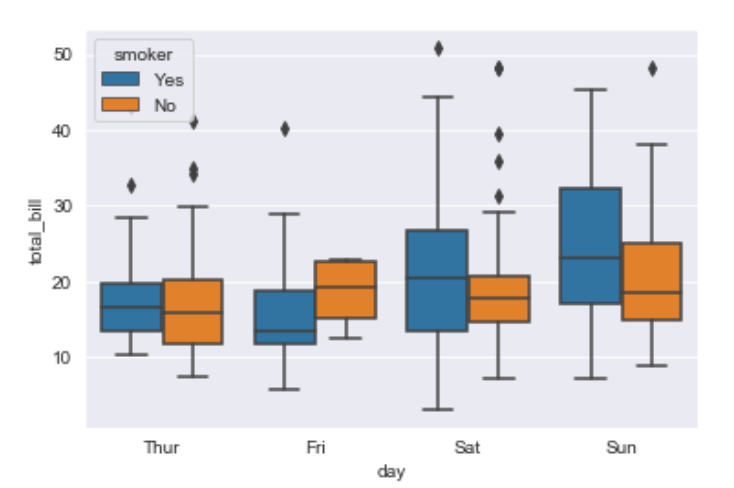 smoker
Yes
No
50
40
30
20
10
total_bill
Thur Fri Sat Sun
day